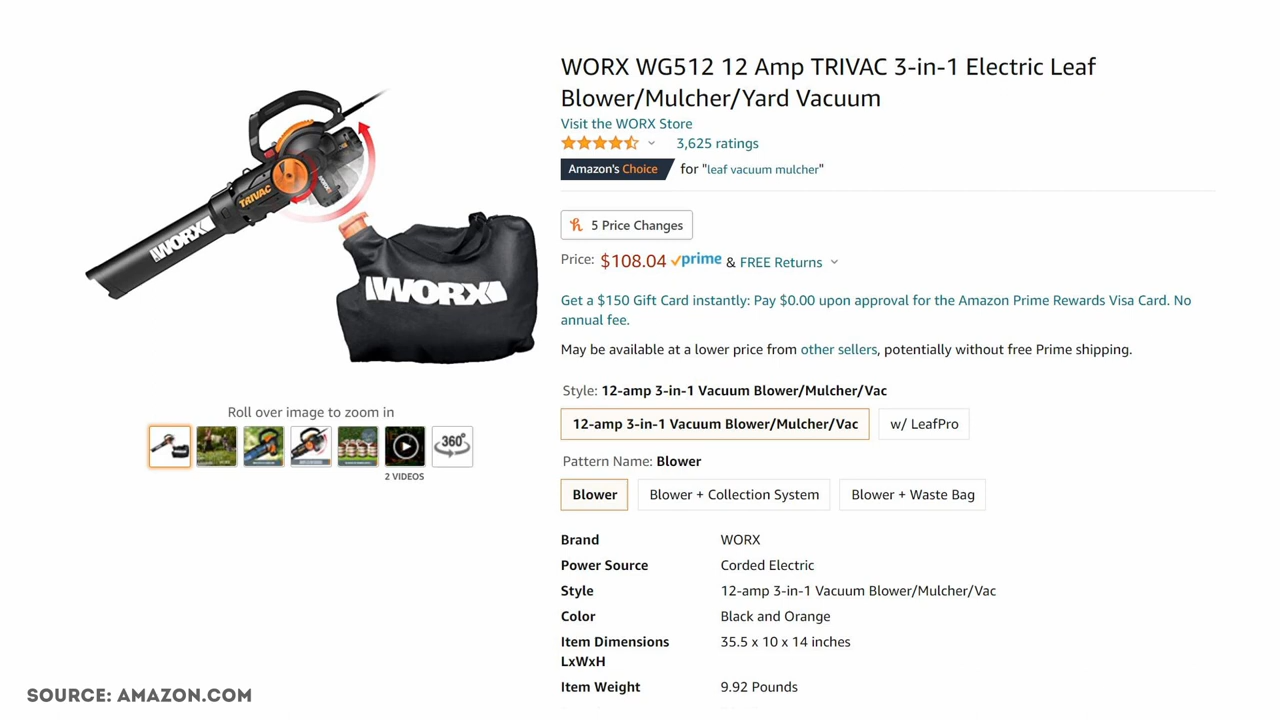 WORX WG512 12 Amp TRIVAC 3-in-1 Electric Leaf
Blower/Mulcher/Yard Vacuum
Visit the WORX Store
3,625 ratings
Amazon's Choice for "leaf vacuum mulcher"
5 Price Changes
Price: $108.04 prime & FREE Returns
Get a $150 Gift Card instantly: Pay $0.00 upon approval for the Amazon Prime Rewards Visa Card. No
annual fee.
May be available at a lower price from other sellers, potentially without free Prime shipping.
Style: 12-amp 3-in-1 Vacuum Blower/Mulcher/Vac
12-amp 3-in-1 Vacuum Blower/Mulcher/Vac w/ LeafPro
Pattern Name: Blower
Blower Blower + Collection System Blower + Waste Bag
Brand WORX
Power Source Corded Electric
Style 12-amp 3-in-1 Vacuum Blower/Mulcher/Vac
Color Black and Orange
Item Dimensions 35.5 x 10 x 14 inches
LxWxH
Item Weight 9.92 Pounds
TRIVAC
WORX
WORX
Roll over image to zoom in
360°
2 VIDEOS
SOURCE: AMAZON.COM